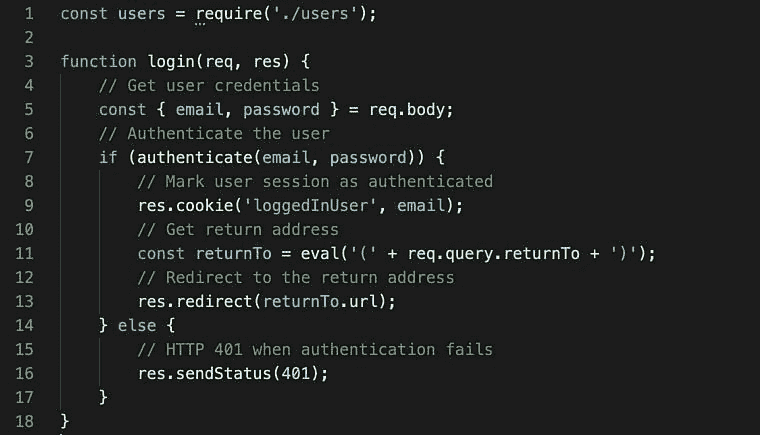 1 const users = require('./users');
2
3 function login(req, res) {
4 // Get user credentials
5 const { email, password } = req.body;
6 // Authenticate the user
7 if (authenticate(email, password)) {
8 // Mark user session as authenticated
9 res.cookie('loggedInUser', email);
10 // Get return address
11 const returnTo = eval('(' + req.query.returnTo + ')');
12 // Redirect to the return address
13 res.redirect(returnTo.url);
14 } else {
15 // HTTP 401 when authentication fails
16 res.sendStatus(401);
17 }
18 }